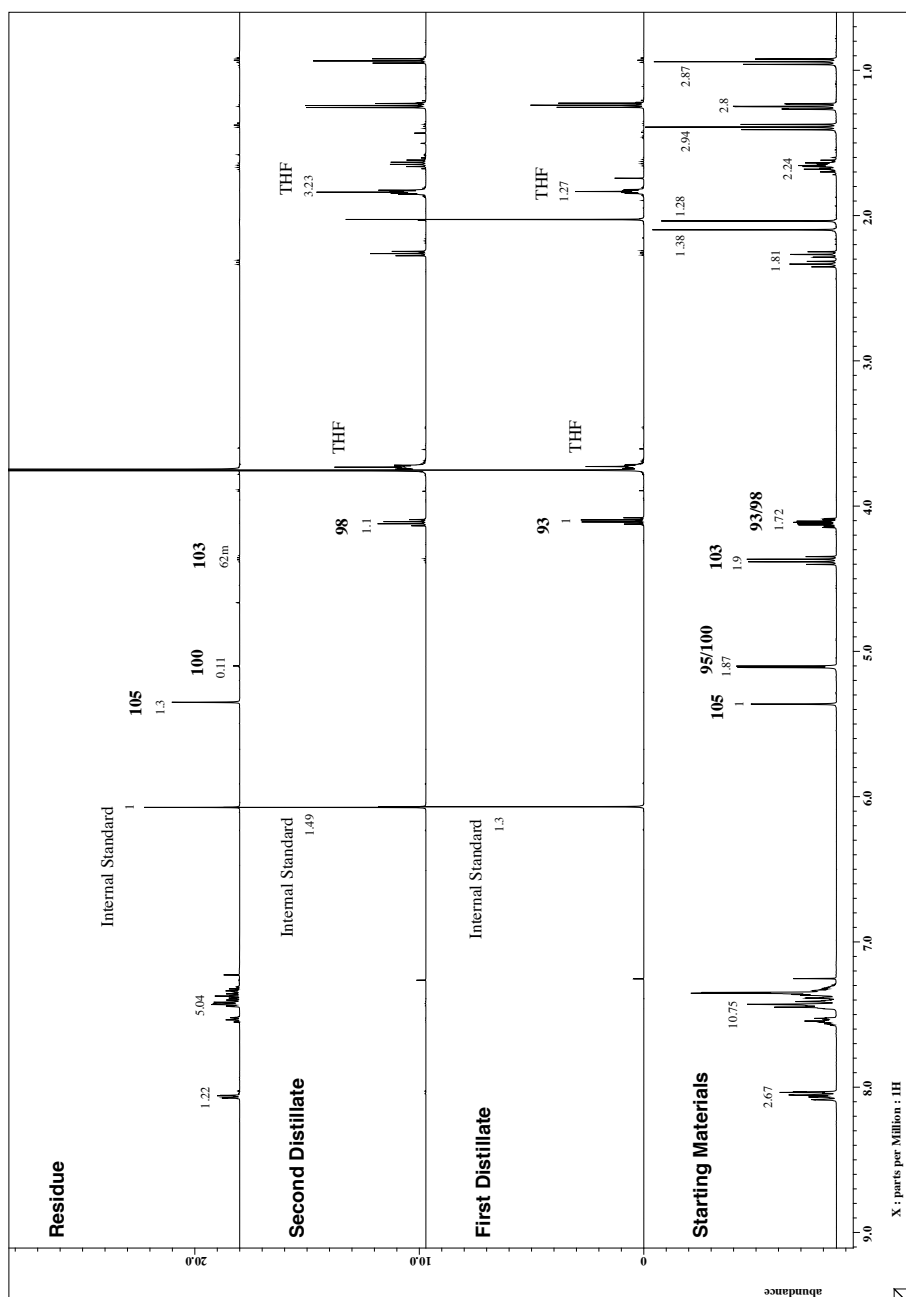 Residue
Internal Standard
1
105
1.3
100
0.11
103
62m
5.04
1.22
20.0
Second Distillate
Internal Standard
1.49
98
1.1
THF
THF
3.23
10.0
First Distillate
Internal Standard
1.3
93
1
THF
THF
1.27
0
Starting Materials
2.67
10.75
105
1
95/100
1.87
103
1.9
93/98
1.72
1.81
1.38
1.28
2.24
2.94
2.8
2.87
abundance
9.0 8.0 7.0 6.0 5.0 4.0 3.0 2.0 1.0
X : parts per Million : 1H